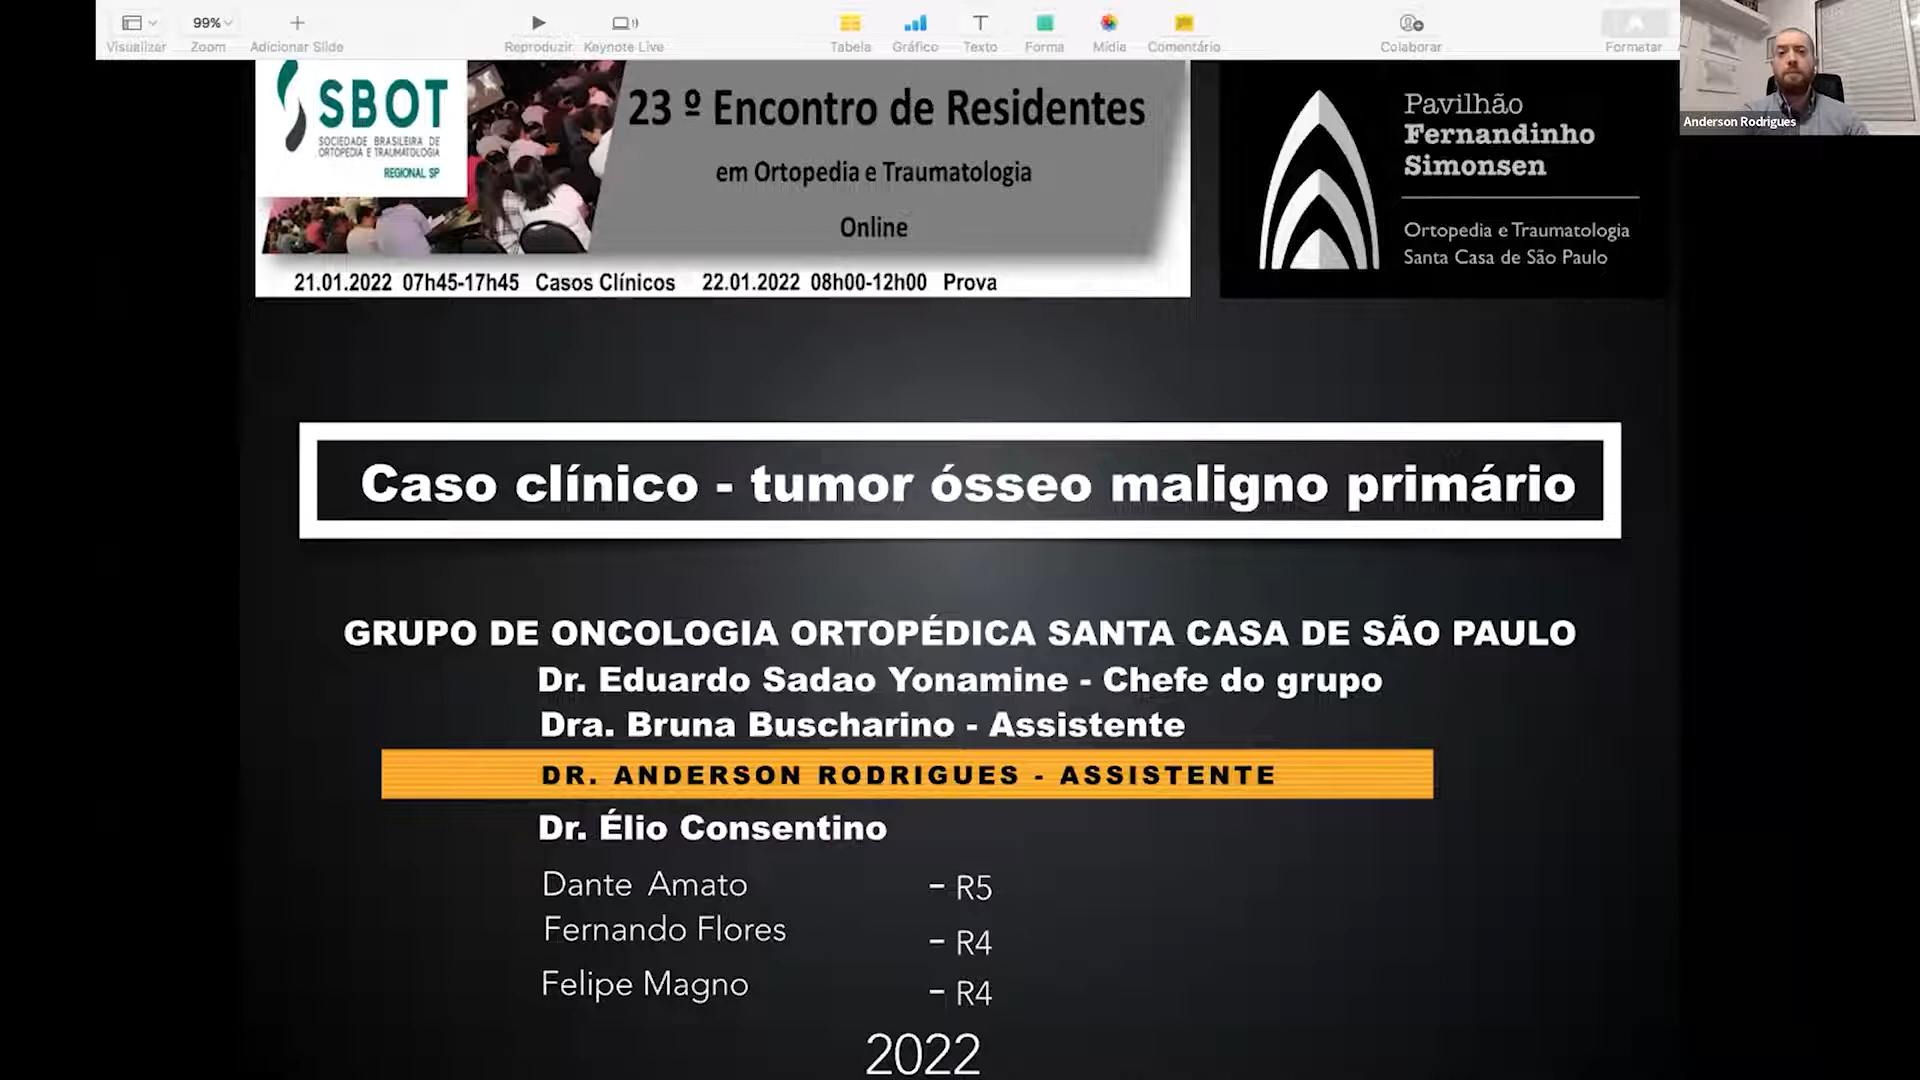 99%
Visualizar Zoom Adicionar Slide Reproduzir Keynote Live Tabela Gráfico Texto Forma Mídia Comentário Colaborar Formatar
Anderson Rodrigues
SBOT
SOCIEDADE BRASILEIRA DE
ORTOPEDIA E TRAUMATOLOGIA
REGIONAL SP
23 º Encontro de Residentes
em Ortopedia e Traumatologia
Online
21.01.2022 07h45-17h45 Casos Clínicos 22.01.2022 08h00-12h00 Prova
Pavilhão
Fernandinho
Simonsen
Ortopedia e Traumatologia
Santa Casa de São Paulo
Caso clínico - tumor ósseo maligno primário
GRUPO DE ONCOLOGIA ORTOPÉDICA SANTA CASA DE SÃO PAULO
Dr. Eduardo Sadao Yonamine - Chefe do grupo
Dra. Bruna Buscharino - Assistente
DR. ANDERSON RODRIGUES - ASSISTENTE
Dr. Élio Consentino
Dante Amato - R5
Fernando Flores - R4
Felipe Magno - R4
2022